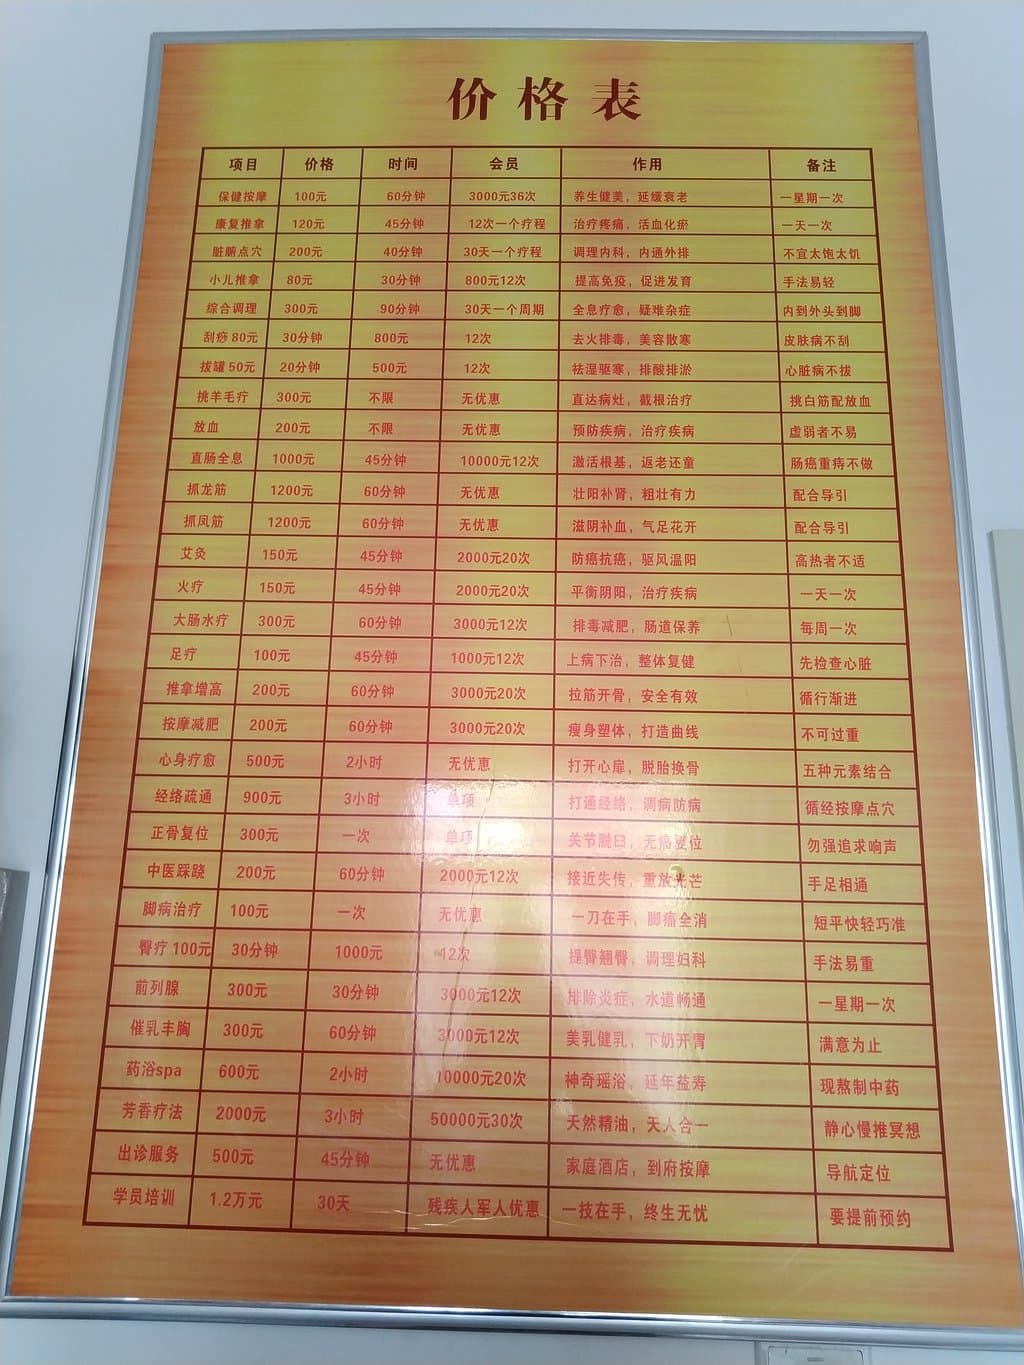 价格表
项目 价格 时间 会员 作用 备注
保健按摩 100元 60分钟 3000元36次 养生健美，延缓衰老 一星期一次
康复推拿 120元 45分钟 12次一个疗程 治疗疼痛，活血化瘀 一天一次
脏腑点穴 200元 40分钟 30天一个疗程 调理内科，内通外排 不宜太饱太饥
小儿推拿 80元 30分钟 800元12次 提高免疫，促进发育 手法易轻
综合调理 300元 90分钟 30天一个周期 全息疗愈，疑难杂症 内到外头到脚
刮痧 80元 30分钟 800元 12次 去火排毒，美容散寒 皮肤病不刮
拔罐 50元 20分钟 500元 12次 祛湿驱寒，排酸排淤 心脏病不拔
挑羊毛疔 300元 不限 无优惠 直达病灶，截根治疗 挑白筋配放血
放血 200元 不限 无优惠 预防疾病，治疗疾病 虚弱者不易
直肠全息 1000元 45分钟 10000元12次 激活根基，返老还童 肠癌重痔不做
抓龙筋 1200元 60分钟 无优惠 壮阳补肾，粗壮有力 配合导引
抓凤筋 1200元 60分钟 无优惠 滋阴补血，气足花开 配合导引
艾灸 150元 45分钟 2000元20次 防癌抗癌，驱风温阳 高热者不适
火疗 150元 45分钟 2000元20次 平衡阴阳，治疗疾病 一天一次
大肠水疗 300元 60分钟 3000元12次 排毒减肥，肠道保养 每周一次
足疗 100元 45分钟 1000元12次 上病下治，整体复健 先检查心脏
推拿增高 200元 60分钟 3000元20次 拉筋开骨，安全有效 循行渐进
按摩减肥 200元 60分钟 3000元20次 瘦身塑体，打造曲线 不可过重
心身疗愈 500元 2小时 无优惠 打开心扉，脱胎换骨 五种元素结合
经络疏通 900元 3小时 单项 打通经络，调病防病 循经按摩点穴
正骨复位 300元 一次 单项 关节脱臼，无痛复位 勿强追求响声
中医踩跷 200元 60分钟 2000元12次 接近失传，重放光芒 手足相通
脚病治疗 100元 一次 无优惠 一刀在手，脚痛全消 短平快轻巧准
臀疗 100元 30分钟 1000元 12次 提臀翘臀，调理妇科 手法易重
前列腺 300元 30分钟 3000元12次 排除炎症，水道畅通 一星期一次
催乳丰胸 300元 60分钟 3000元12次 美乳健乳，下奶开胃 满意为止
药浴spa 600元 2小时 10000元20次 神奇瑶浴，延年益寿 现熬制中药
芳香疗法 2000元 3小时 50000元30次 天然精油，天人合一 静心慢推冥想
出诊服务 500元 45分钟 无优惠 家庭酒店，到府按摩 导航定位
学员培训 1.2万元 30天 残疾人军人优惠 一技在手，终生无忧 要提前预约